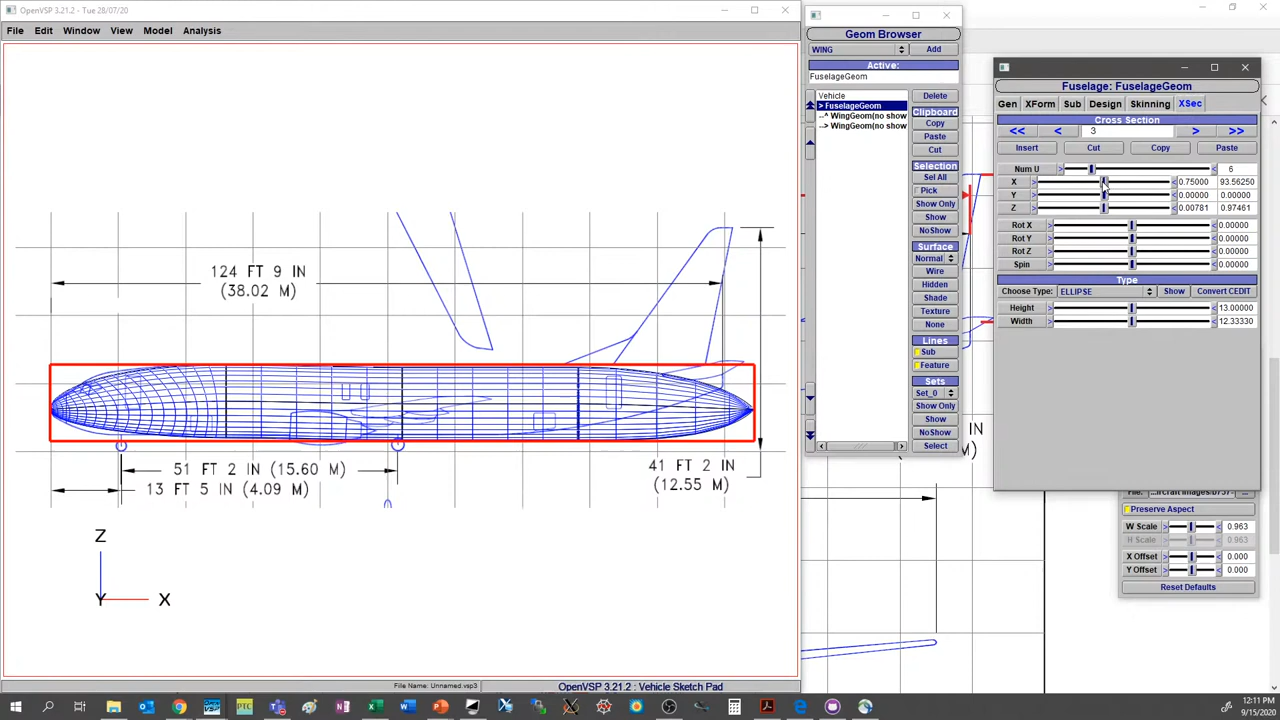 OpenVSP 3.21.2 - Tue 28/07/20
File Edit Window View Model Analysis
124 FT 9 IN
(38.02 M)
51 FT 2 IN (15.60 M)
13 FT 5 IN (4.09 M)
41 FT 2 IN
(12.55 M)
Z
Y X
File Name: Unnamed.vsp3
OpenVSP 3.21.2 : Vehicle Sketch Pad
Geom Browser
WING Add
Active:
FuselageGeom
Vehicle
> FuselageGeom
--^ WingGeom(no show
--> WingGeom(no show
Delete
Clipboard
Copy
Paste
Cut
Selection
Sel All
Pick
Show Only
Show
NoShow
Surface
Normal
Wire
Hidden
Shade
Texture
None
Lines
Sub
Feature
Sets
Set_0
Show Only
Show
NoShow
Select
Fuselage: FuselageGeom
Gen XForm Sub Design Skinning XSec
Cross Section
<< < 3 > >>
Insert Cut Copy Paste
Num U > < 6
X > < 0.75000 93.56250
Y > < 0.00000 0.00000
Z > < 0.00781 0.97461
Rot X > < 0.00000
Rot Y > < 0.00000
Rot Z > < 0.00000
Spin > < 0.00000
Type
Choose Type: ELLIPSE Show Convert CEDIT
Height > < 13.00000
Width > < 12.33330
M)
Preserve Aspect
W Scale > < 0.963
H Scale > < 0.963
X Offset > < 0.000
Y Offset > < 0.000
Reset Defaults
12:11 PM
9/15/2020